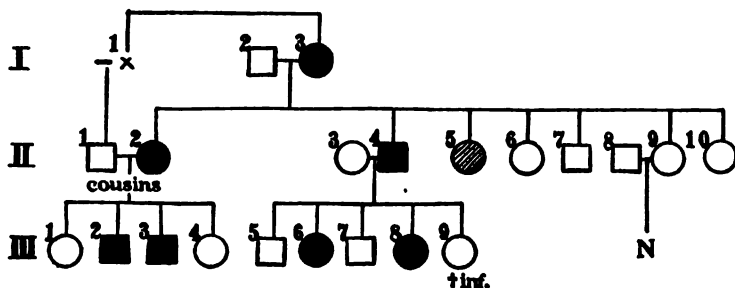 I 1 × 2 3
II 1 2 3 4 5 6 7 8 9 10
cousins
III 1 2 3 4 5 6 7 8 9 N
† inf.